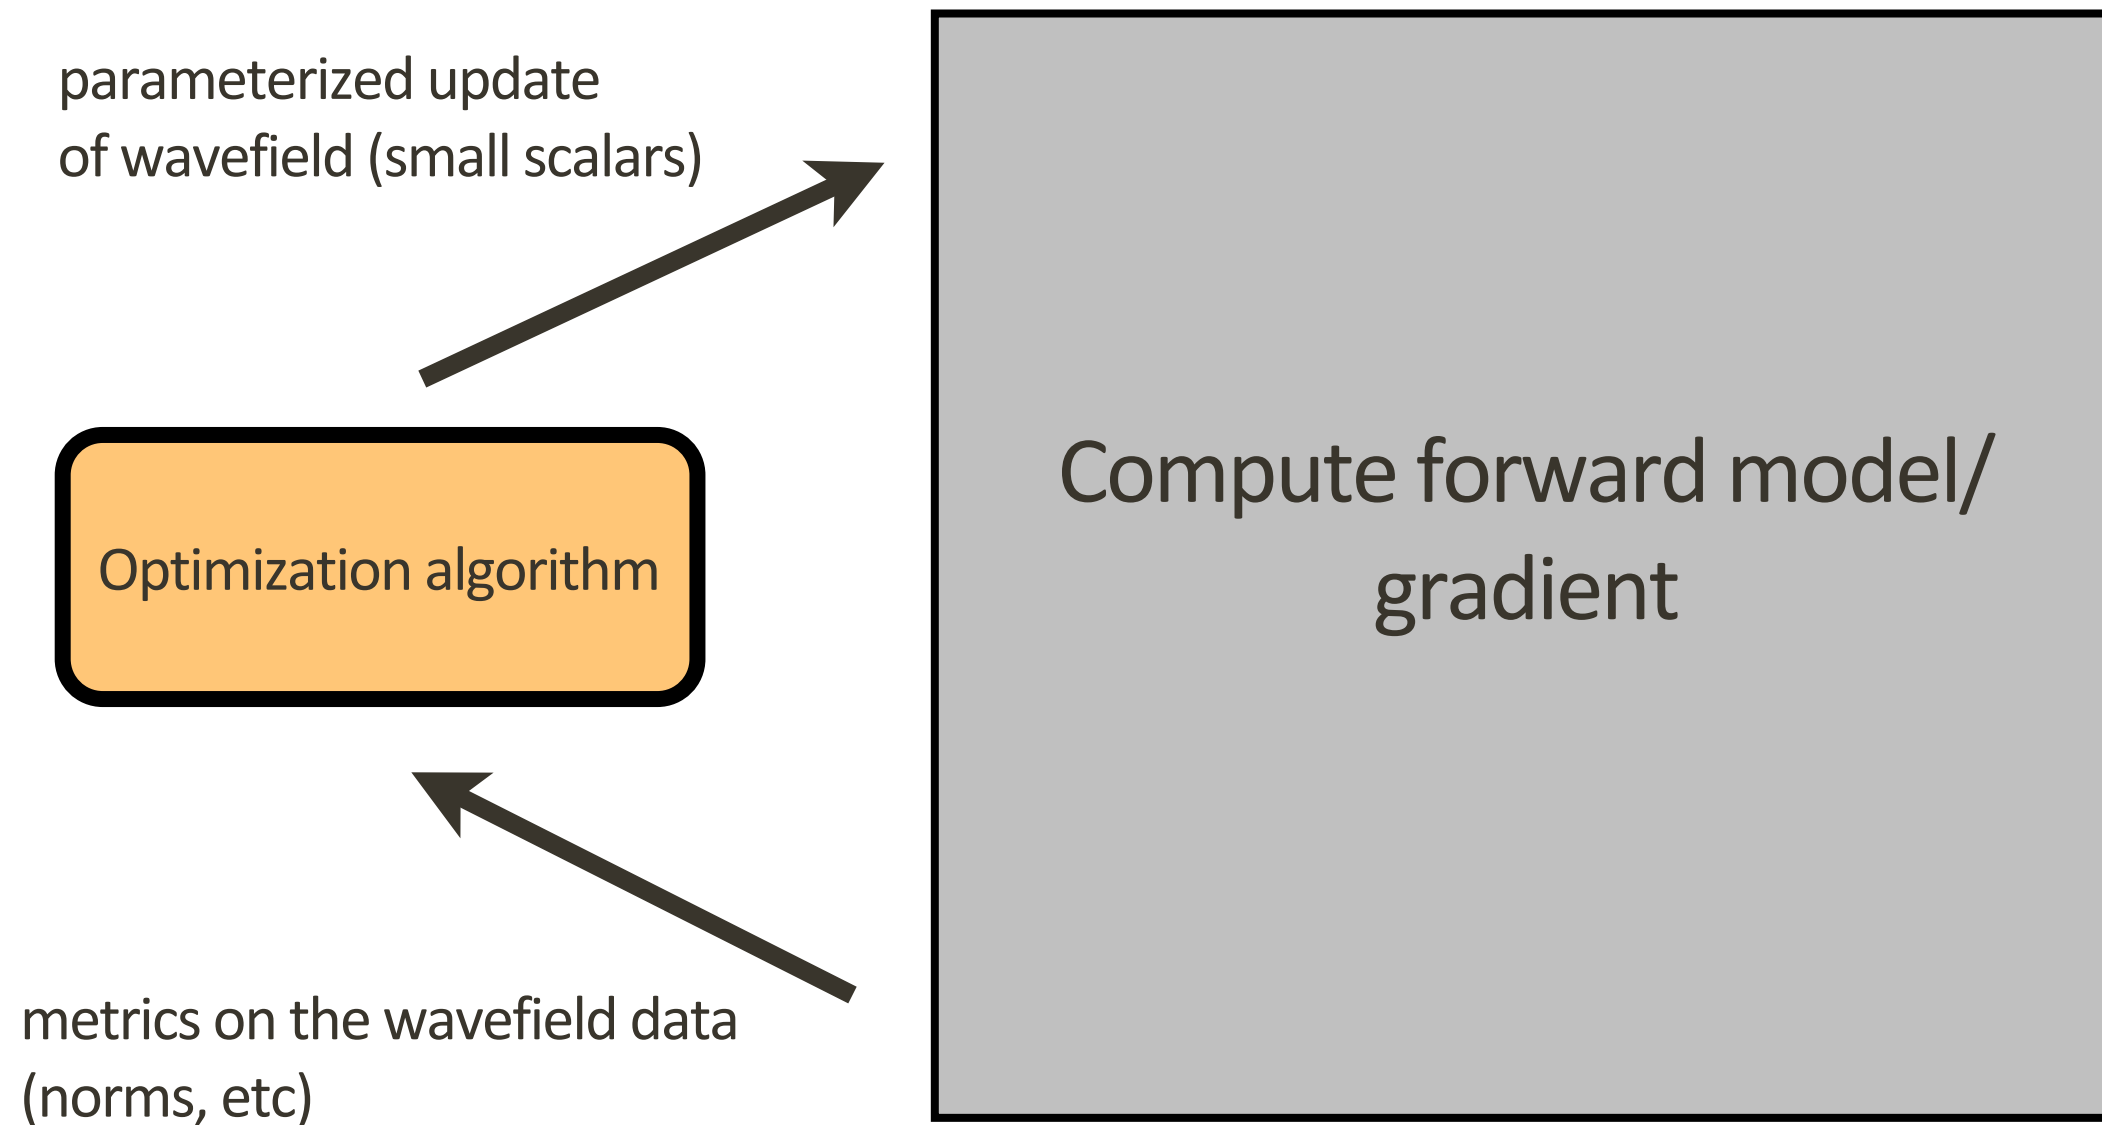 parameterized update
of wavefield (small scalars)
Optimization algorithm
Compute forward model/
gradient
metrics on the wavefield data
(norms, etc)